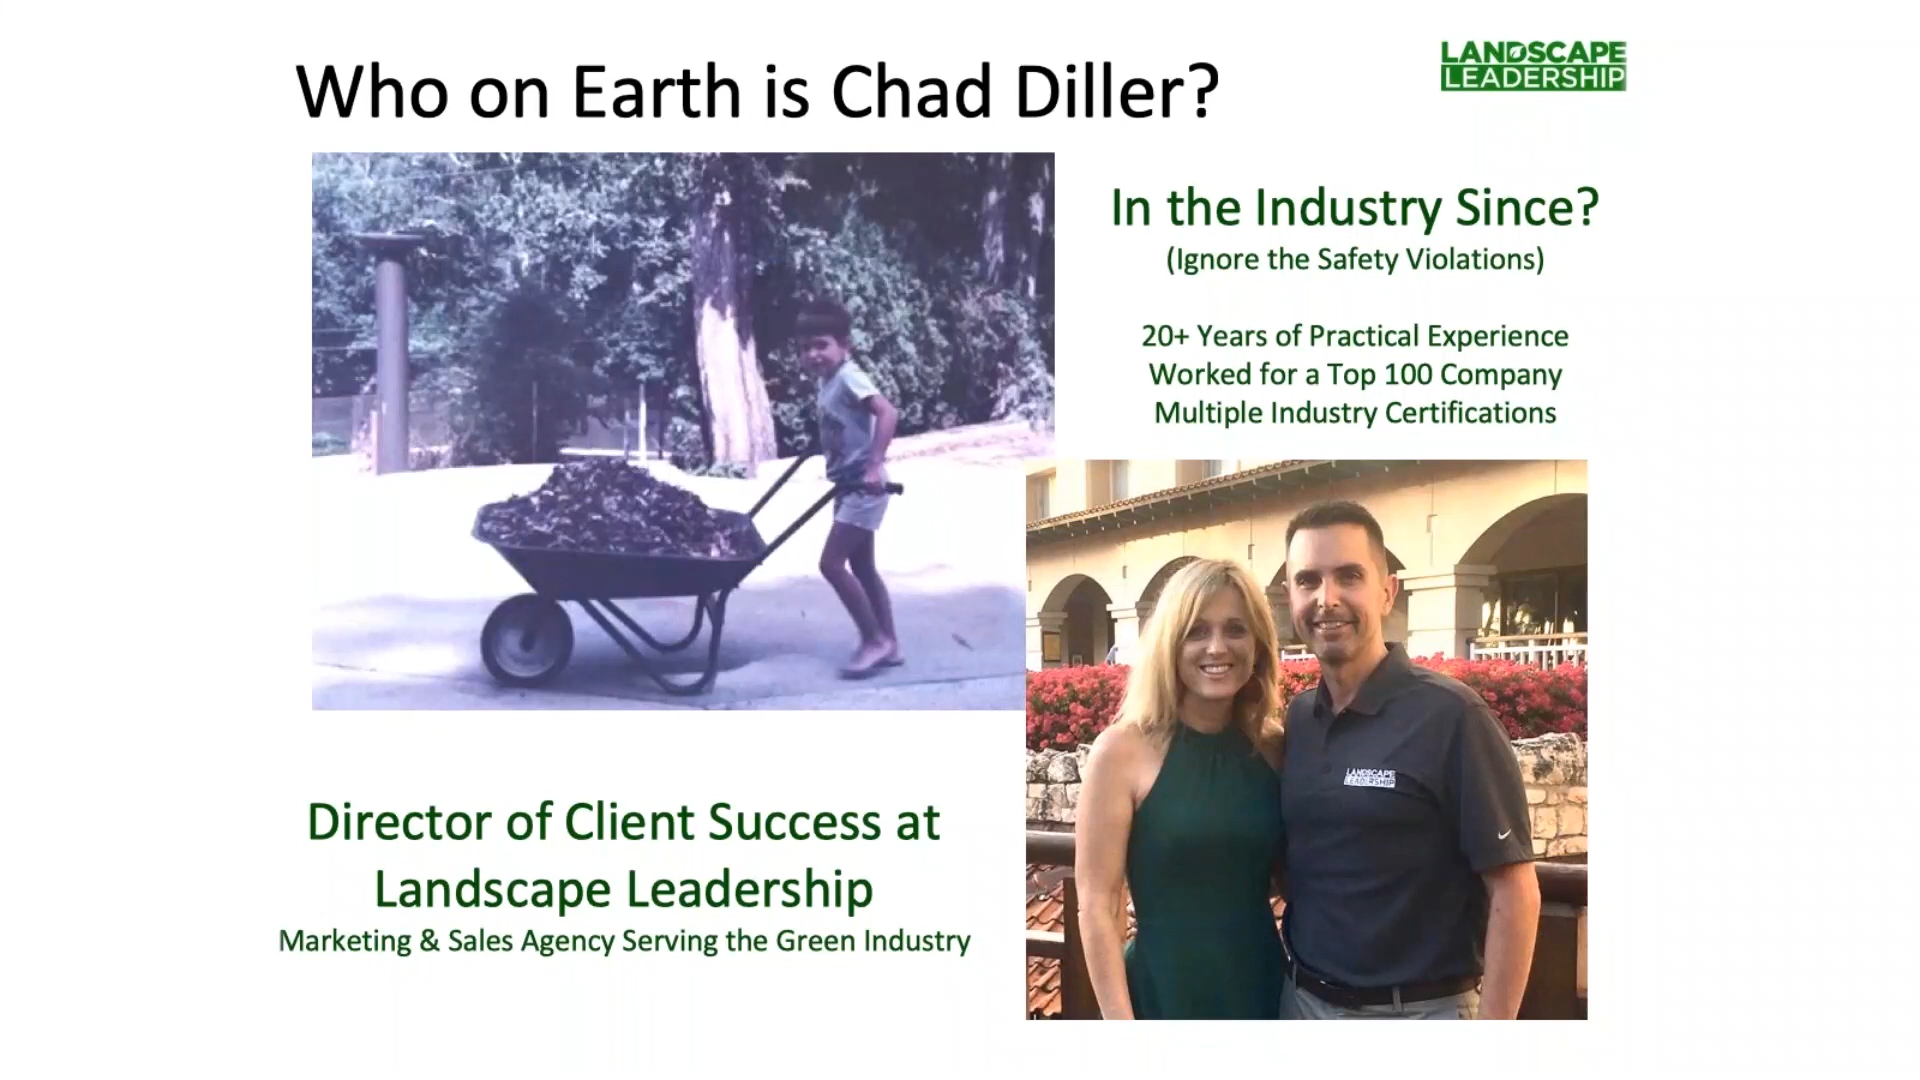 Who on Earth is Chad Diller?
LANDSCAPE
LEADERSHIP
In the Industry Since?
(Ignore the Safety Violations)
20+ Years of Practical Experience
Worked for a Top 100 Company
Multiple Industry Certifications
LANDSCAPE
LEADERSHIP
Director of Client Success at
Landscape Leadership
Marketing & Sales Agency Serving the Green Industry